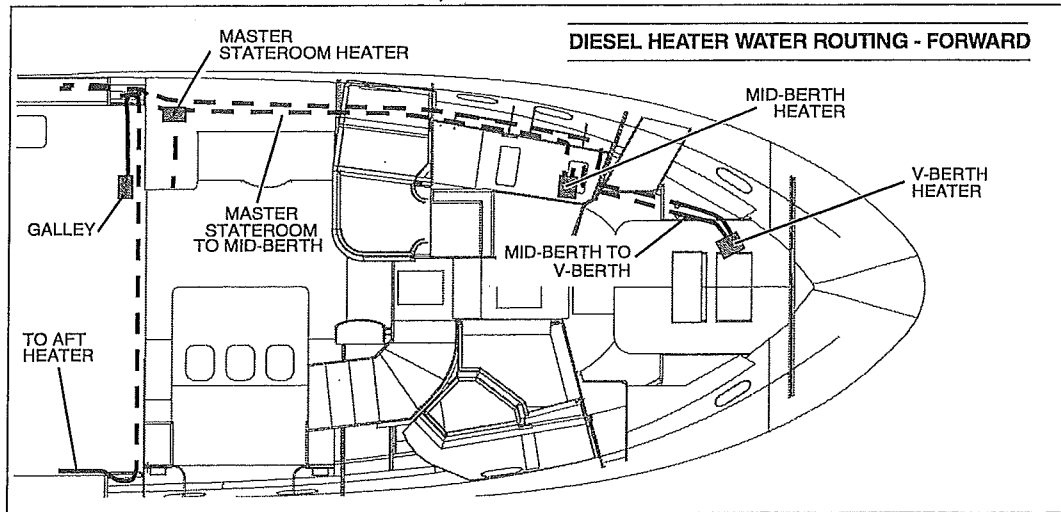 MASTER
STATEROOM HEATER
DIESEL HEATER WATER ROUTING - FORWARD
MID-BERTH
HEATER
V-BERTH
HEATER
GALLEY
MASTER
STATEROOM
TO MID-BERTH
MID-BERTH TO
V-BERTH
TO AFT
HEATER